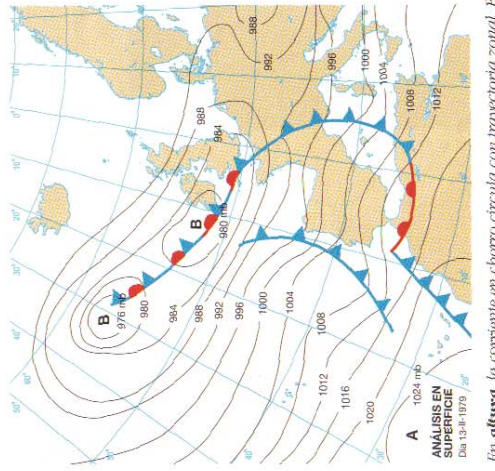 988
992
996
1000
1004
1008
1012
988
984
B
980 mb
B
976 mb
980
984
988
992
996
1000
1004
1008
1012
1016
1020
1024 mb
A
ANÁLISIS EN
SUPERFICIE
Día 13-II-1979
En altura, la corriente en chorro circula con trayectoria zonal.